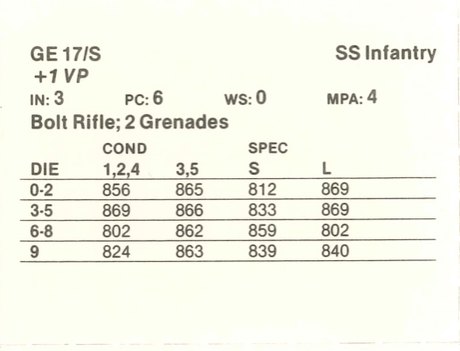 GE 17/S SS Infantry
+1 VP
IN: 3 PC: 6 WS: 0 MPA: 4
Bolt Rifle; 2 Grenades
COND SPEC
DIE 1,2,4 3,5 S L
0-2 856 865 812 869
3-5 869 866 833 869
6-8 802 862 859 802
9 824 863 839 840